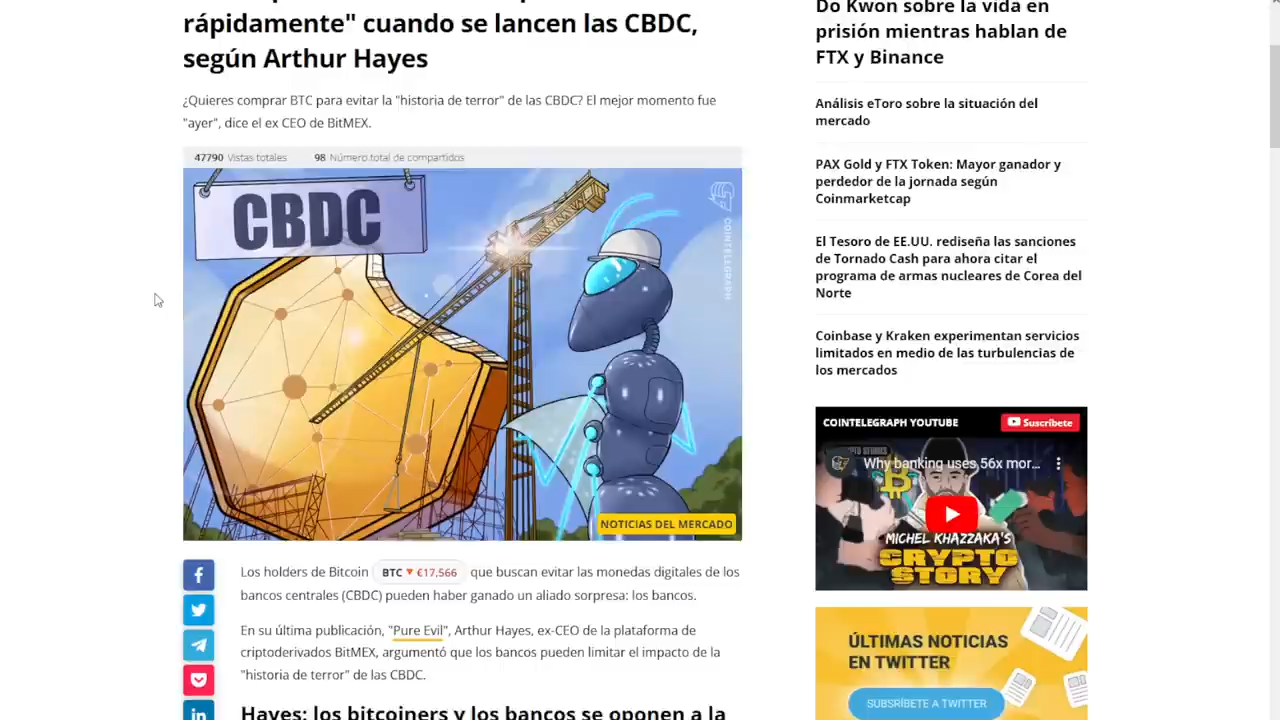 rápidamente" cuando se lancen las CBDC,
según Arthur Hayes
¿Quieres comprar BTC para evitar la "historia de terror" de las CBDC? El mejor momento fue
"ayer", dice el ex CEO de BitMEX.
47790 Vistas totales 98 Número total de compartidos
CBDC
COINTELEGRAPH
NOTICIAS DEL MERCADO
Los holders de Bitcoin BTC ▼ €17,566 que buscan evitar las monedas digitales de los
bancos centrales (CBDC) pueden haber ganado un aliado sorpresa: los bancos.
En su última publicación, "Pure Evil", Arthur Hayes, ex-CEO de la plataforma de
criptoderivados BitMEX, argumentó que los bancos pueden limitar el impacto de la
"historia de terror" de las CBDC.
Hayes: los bitcoiners y los bancos se oponen a la
Do Kwon sobre la vida en
prisión mientras hablan de
FTX y Binance
Análisis eToro sobre la situación del
mercado
PAX Gold y FTX Token: Mayor ganador y
perdedor de la jornada según
Coinmarketcap
El Tesoro de EE.UU. rediseña las sanciones
de Tornado Cash para ahora citar el
programa de armas nucleares de Corea del
Norte
Coinbase y Kraken experimentan servicios
limitados en medio de las turbulencias de
los mercados
COINTELEGRAPH YOUTUBE
Suscríbete
Why banking uses 56x mor...
MICHEL KHAZZAKA'S
CRYPTO
STORY
ÚLTIMAS NOTICIAS
EN TWITTER
SUBSRÍBETE A TWITTER